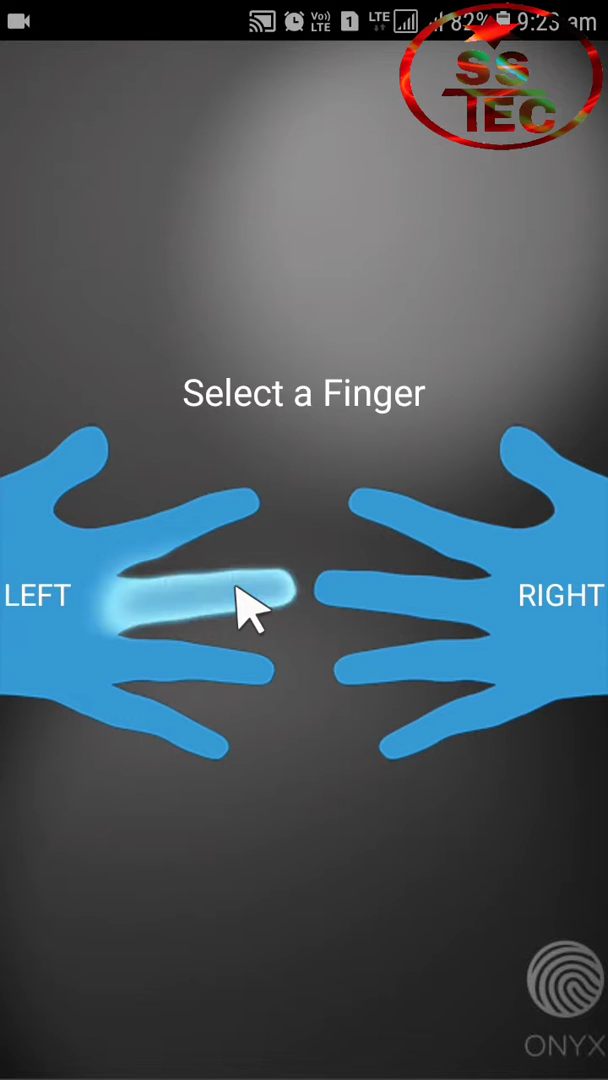 Vo)) LTE 1 LTE 82% 9:23 am
SS
TEC
Select a Finger
LEFT
RIGHT
ONYX